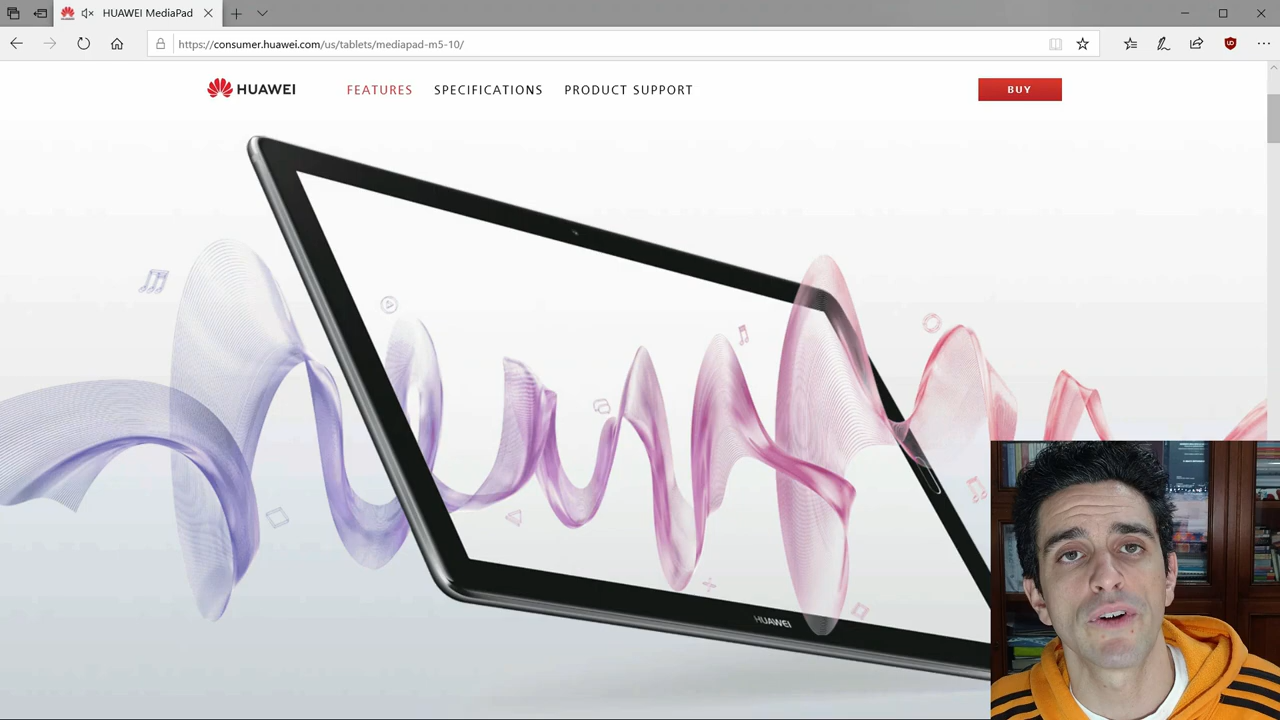 HUAWEI MediaPad
https://consumer.huawei.com/us/tablets/mediapad-m5-10/
HUAWEI
FEATURES
SPECIFICATIONS
PRODUCT SUPPORT
BUY
HUAWEI